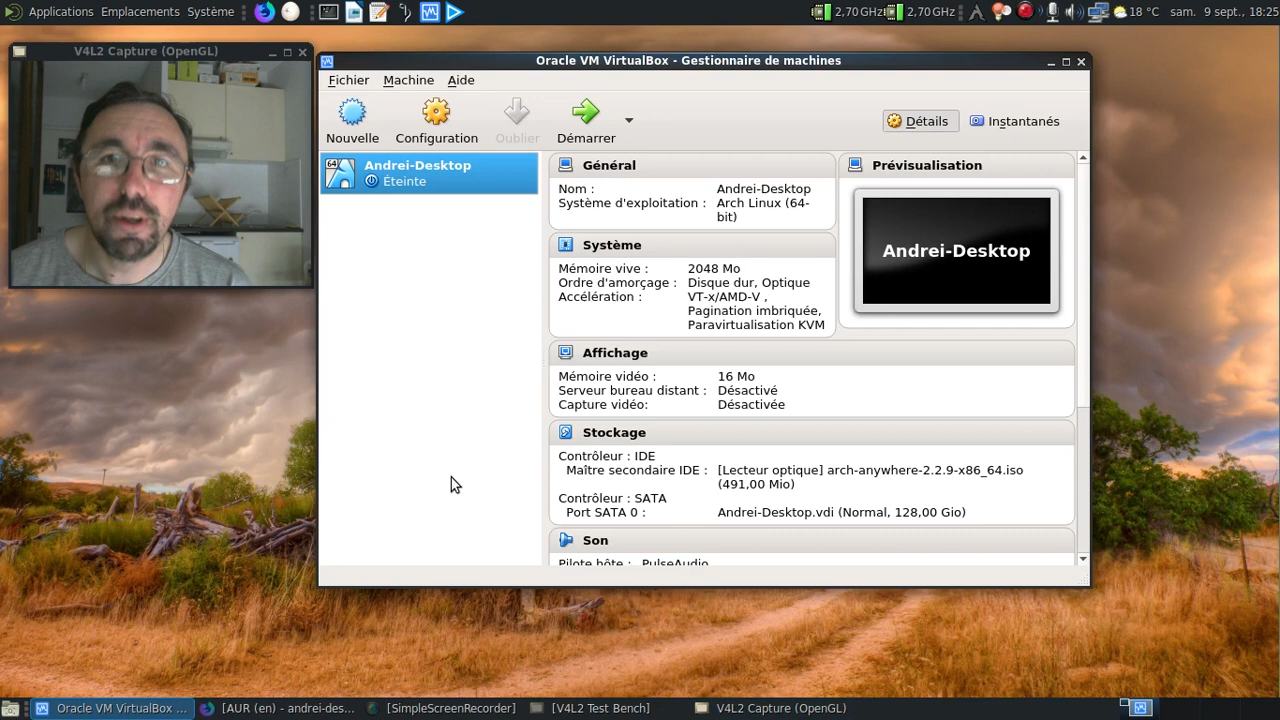 Applications Emplacements Système
2,70 GHz 2,70 GHz 18 °C sam. 9 sept., 18:25
V4L2 Capture (OpenGL)
Oracle VM VirtualBox - Gestionnaire de machines
Fichier Machine Aide
Nouvelle Configuration Oublier Démarrer
Détails Instantanés
64
Andrei-Desktop
Éteinte
Général
Nom : Andrei-Desktop
Système d'exploitation : Arch Linux (64-
bit)
Prévisualisation
Andrei-Desktop
Système
Mémoire vive : 2048 Mo
Ordre d'amorçage : Disque dur, Optique
Accélération : VT-x/AMD-V ,
Pagination imbriquée,
Paravirtualisation KVM
Affichage
Mémoire vidéo : 16 Mo
Serveur bureau distant : Désactivé
Capture vidéo: Désactivée
Stockage
Contrôleur : IDE
Maître secondaire IDE : [Lecteur optique] arch-anywhere-2.2.9-x86_64.iso
(491,00 Mio)
Contrôleur : SATA
Port SATA 0 : Andrei-Desktop.vdi (Normal, 128,00 Gio)
Son
Pilote hôte : PulseAudio
Oracle VM VirtualBox ... [AUR (en) - andrei-des... [SimpleScreenRecorder] [V4L2 Test Bench] V4L2 Capture (OpenGL)